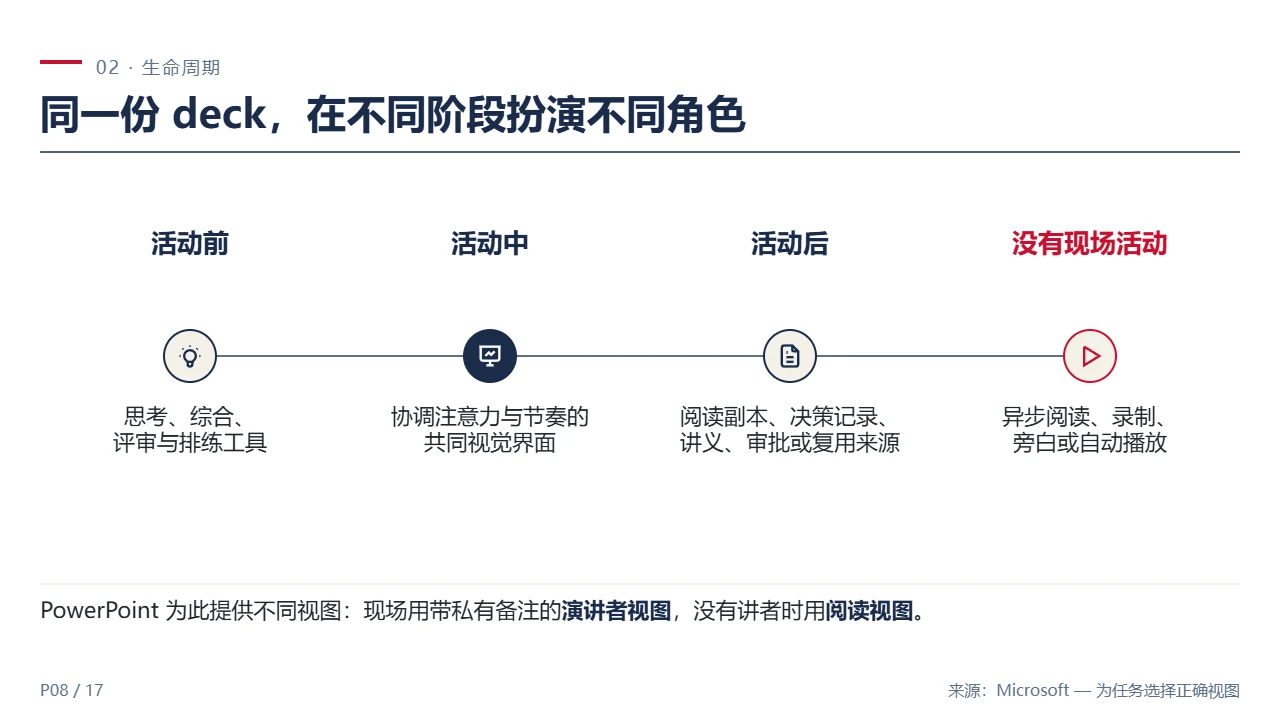 02 · 生命周期
同一份 deck，在不同阶段扮演不同角色
活动前
活动中
活动后
没有现场活动
思考、综合、
评审与排练工具
协调注意力与节奏的
共同视觉界面
阅读副本、决策记录、
讲义、审批或复用来源
异步阅读、录制、
旁白或自动播放
PowerPoint 为此提供不同视图：现场用带私有备注的演讲者视图，没有讲者时用阅读视图。
P08 / 17
来源：Microsoft — 为任务选择正确视图